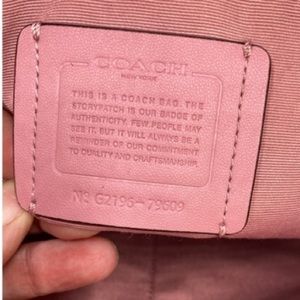 COACH
NEW YORK
THIS IS A COACH BAG. THE
STORYPATCH IS OUR BADGE OF
AUTHENTICITY. FEW PEOPLE MAY
SEE IT. BUT IT WILL ALWAYS BE A
REMINDER OF OUR COMMITMENT
TO QUALITY AND CRAFTSMANSHIP.
No G2196-79609